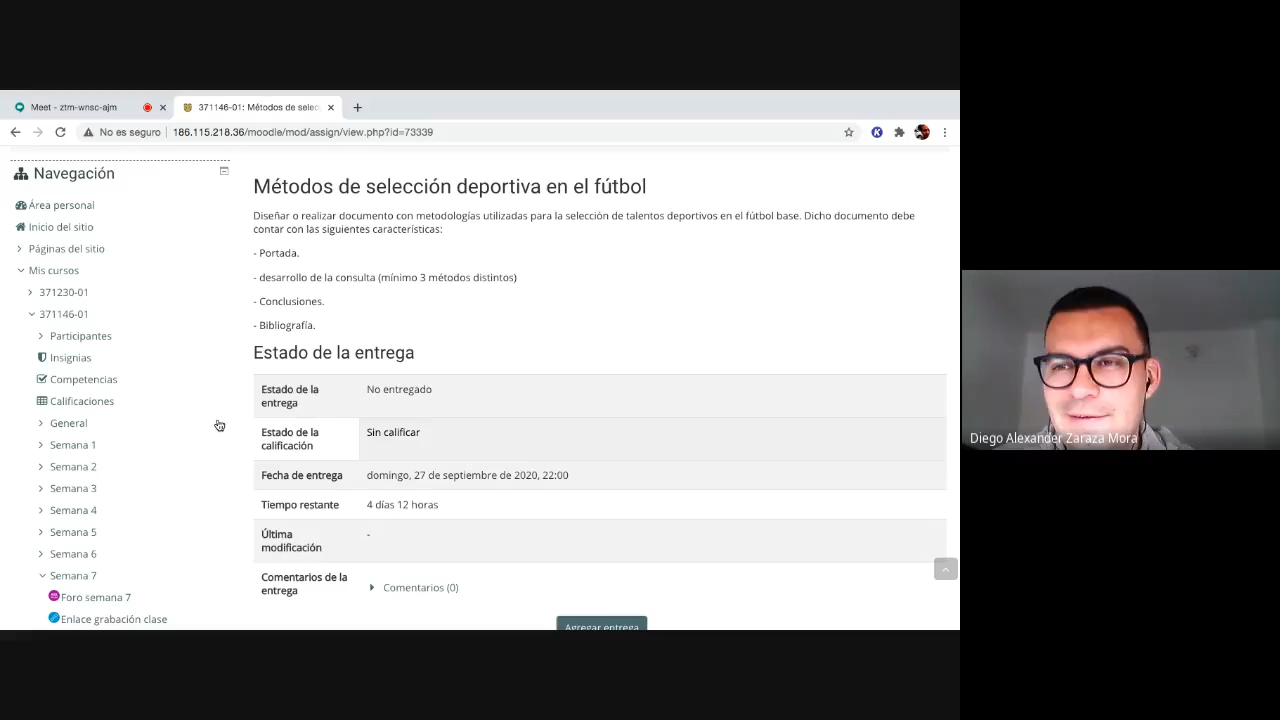 Meet - ztm-wnsc-ajm
371146-01: Métodos de selec
No es seguro
186.115.218.36/moodle/mod/assign/view.php?id=73339
Navegación
Área personal
Inicio del sitio
Páginas del sitio
Mis cursos
371230-01
371146-01
Participantes
Insignias
Competencias
Calificaciones
General
Semana 1
Semana 2
Semana 3
Semana 4
Semana 5
Semana 6
Semana 7
Foro semana 7
Enlace grabación clase
Métodos de selección deportiva en el fútbol
Diseñar o realizar documento con metodologías utilizadas para la selección de talentos deportivos en el fútbol base. Dicho documento debe
contar con las siguientes características:
- Portada.
- desarrollo de la consulta (mínimo 3 métodos distintos)
- Conclusiones.
- Bibliografía.
Estado de la entrega
Estado de la
entrega
No entregado
Estado de la
calificación
Sin calificar
Fecha de entrega
domingo, 27 de septiembre de 2020, 22:00
Tiempo restante
4 días 12 horas
Última
modificación
-
Comentarios de la
entrega
Comentarios (0)
Agregar entrega
Diego Alexander Zaraza Mora